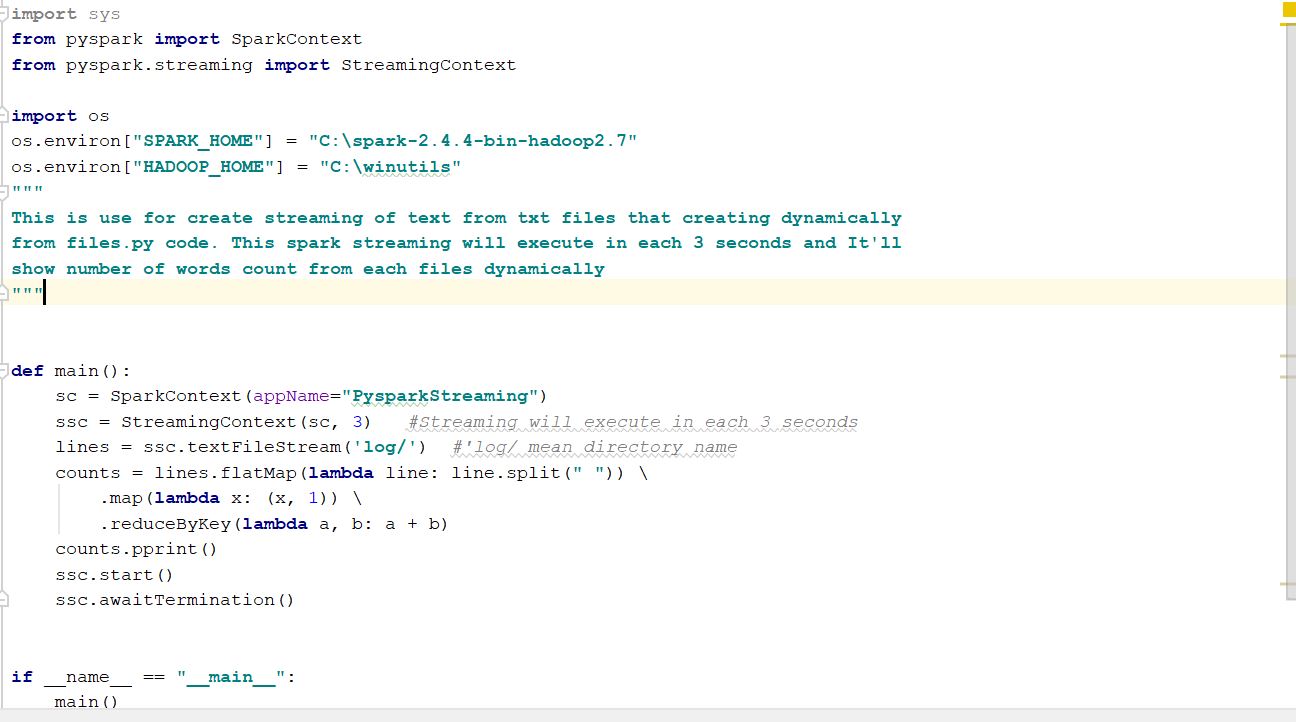 import sys
from pyspark import SparkContext
from pyspark.streaming import StreamingContext
import os
os.environ["SPARK_HOME"] = "C:\spark-2.4.4-bin-hadoop2.7"
os.environ["HADOOP_HOME"] = "C:\winutils"
"""
This is use for create streaming of text from txt files that creating dynamically
from files.py code. This spark streaming will execute in each 3 seconds and It'll
show number of words count from each files dynamically
"""
def main():
    sc = SparkContext(appName="PysparkStreaming")
    ssc = StreamingContext(sc, 3)   #Streaming will execute in each 3 seconds
    lines = ssc.textFileStream('log/')  #'log/ mean directory name
    counts = lines.flatMap(lambda line: line.split(" ")) \
        .map(lambda x: (x, 1)) \
        .reduceByKey(lambda a, b: a + b)
    counts.pprint()
    ssc.start()
    ssc.awaitTermination()
if __name__ == "__main__":
    main()